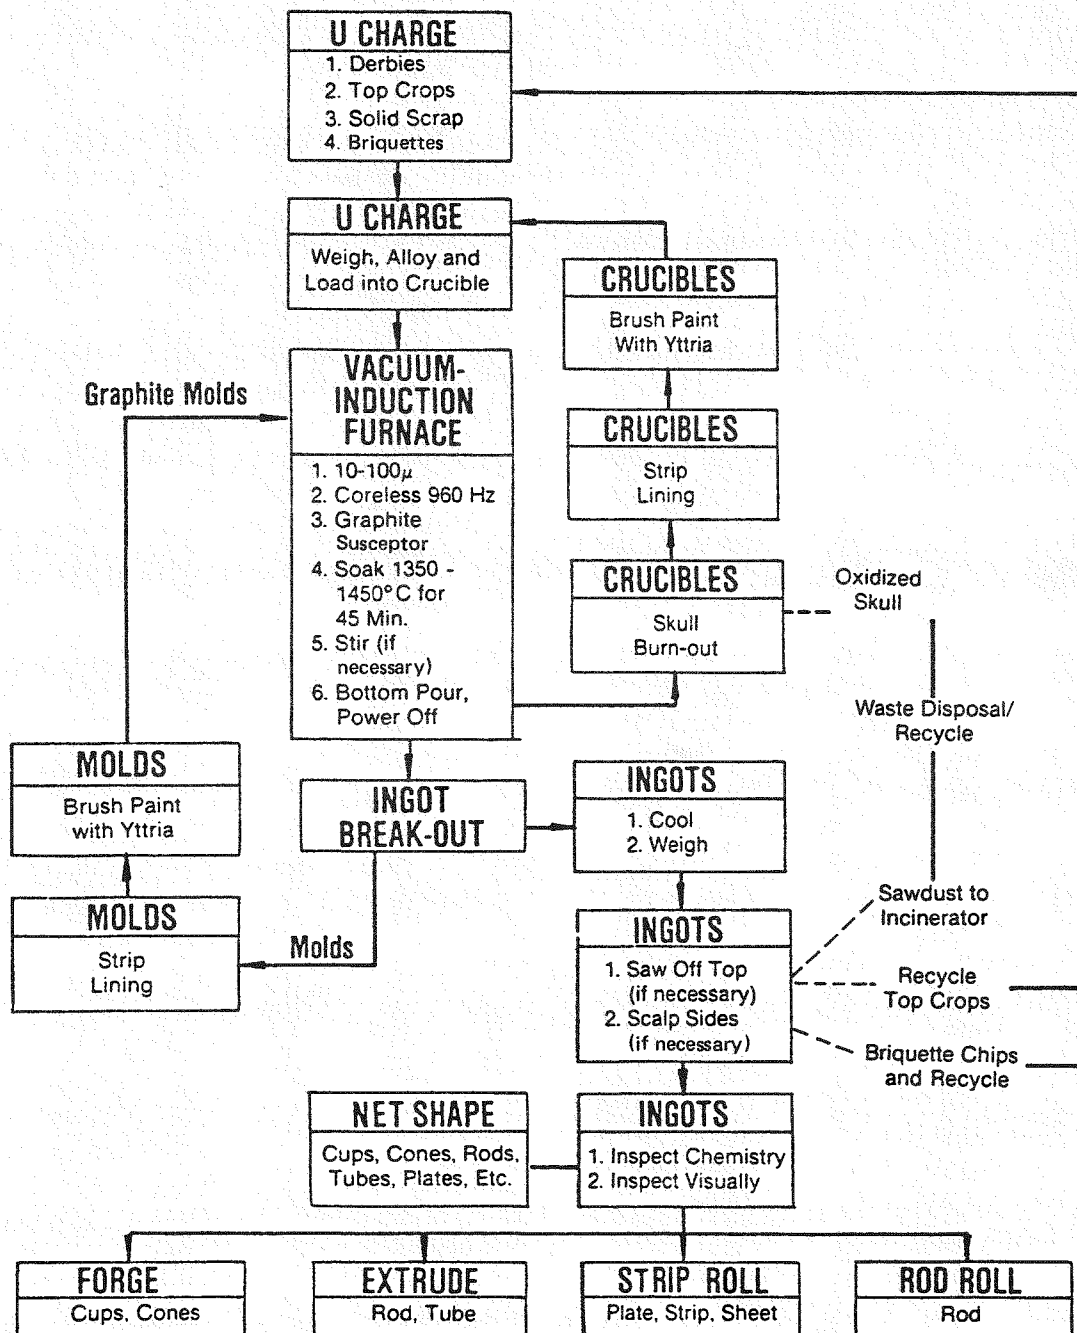 U CHARGE
1. Derbies
2. Top Crops
3. Solid Scrap
4. Briquettes
U CHARGE
Weigh, Alloy and
Load into Crucible
CRUCIBLES
Brush Paint
With Yttria
VACUUM-
INDUCTION
FURNACE
1. 10-100μ
2. Coreless 960 Hz
3. Graphite
Susceptor
4. Soak 1350 -
1450°C for
45 Min.
5. Stir (if
necessary)
6. Bottom Pour,
Power Off
Graphite Molds
CRUCIBLES
Strip
Lining
CRUCIBLES
Skull
Burn-out
Oxidized
Skull
Waste Disposal/
Recycle
MOLDS
Brush Paint
with Yttria
INGOT
BREAK-OUT
INGOTS
1. Cool
2. Weigh
MOLDS
Strip
Lining
Molds
INGOTS
1. Saw Off Top
(if necessary)
2. Scalp Sides
(if necessary)
Sawdust to
Incinerator
Recycle
Top Crops
Briquette Chips
and Recycle
NET SHAPE
Cups, Cones, Rods,
Tubes, Plates, Etc.
INGOTS
1. Inspect Chemistry
2. Inspect Visually
FORGE
Cups, Cones
EXTRUDE
Rod, Tube
STRIP ROLL
Plate, Strip, Sheet
ROD ROLL
Rod